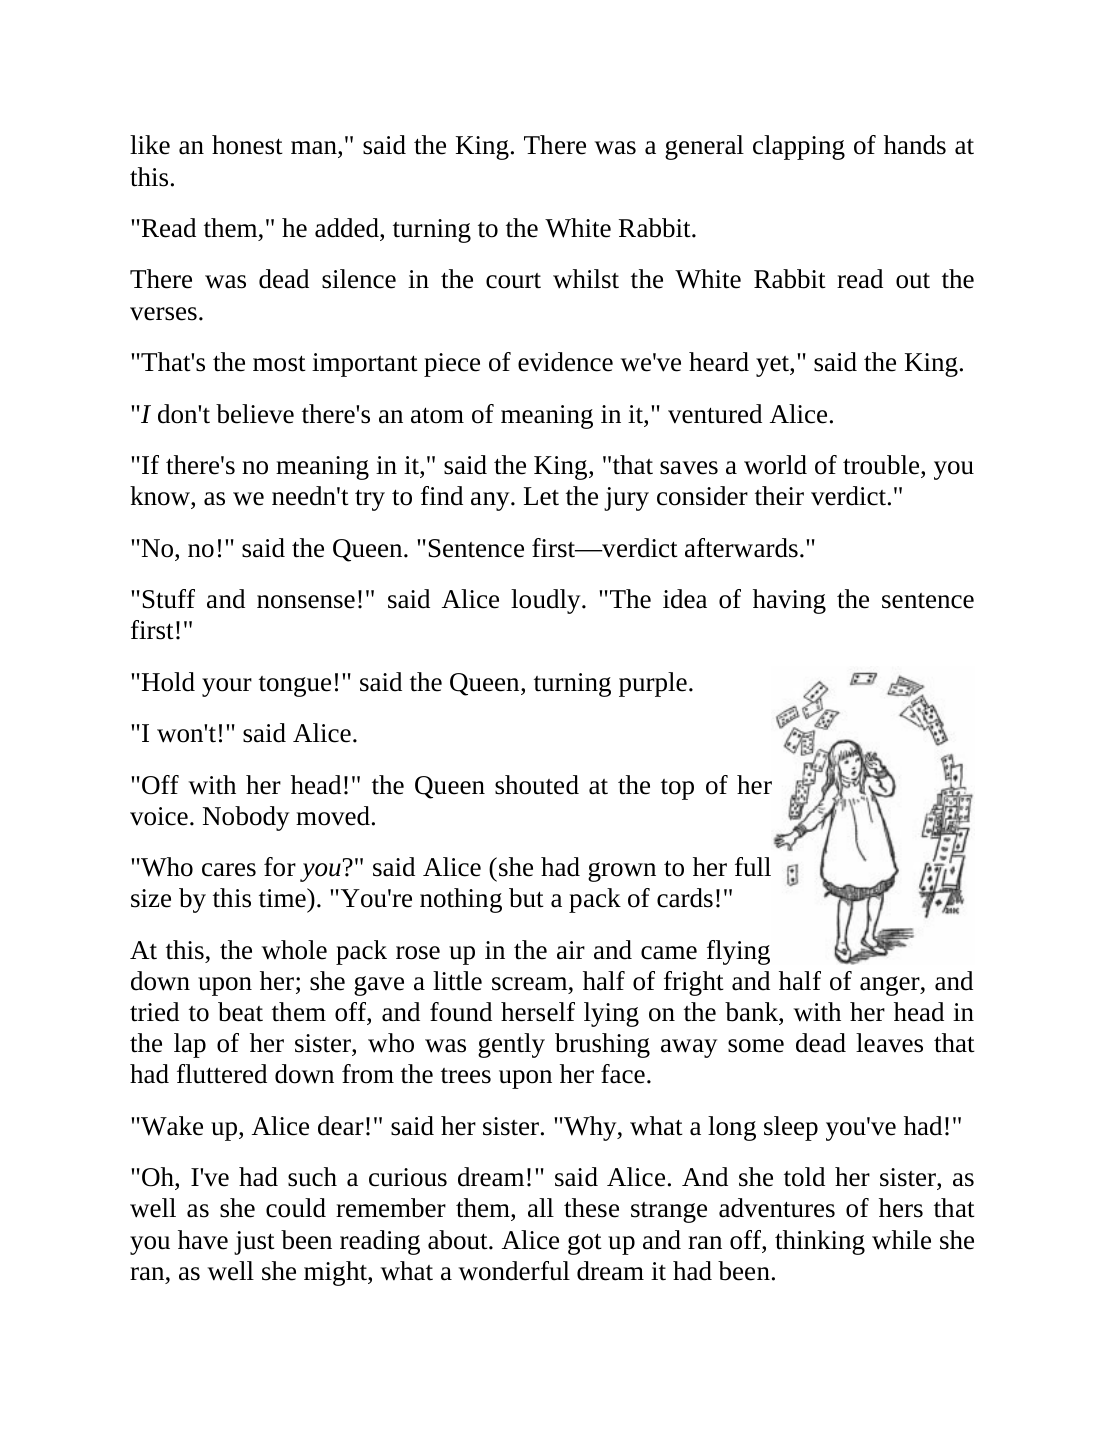 like an honest man," said the King. There was a general clapping of hands at
this.
"Read them," he added, turning to the White Rabbit.
There was dead silence in the court whilst the White Rabbit read out the
verses.
"That's the most important piece of evidence we've heard yet," said the King.
"I don't believe there's an atom of meaning in it," ventured Alice.
"If there's no meaning in it," said the King, "that saves a world of trouble, you
know, as we needn't try to find any. Let the jury consider their verdict."
"No, no!" said the Queen. "Sentence first—verdict afterwards."
"Stuff and nonsense!" said Alice loudly. "The idea of having the sentence
first!"
"Hold your tongue!" said the Queen, turning purple.
"I won't!" said Alice.
"Off with her head!" the Queen shouted at the top of her
voice. Nobody moved.
"Who cares for you?" said Alice (she had grown to her full
size by this time). "You're nothing but a pack of cards!"
At this, the whole pack rose up in the air and came flying
down upon her; she gave a little scream, half of fright and half of anger, and
tried to beat them off, and found herself lying on the bank, with her head in
the lap of her sister, who was gently brushing away some dead leaves that
had fluttered down from the trees upon her face.
"Wake up, Alice dear!" said her sister. "Why, what a long sleep you've had!"
"Oh, I've had such a curious dream!" said Alice. And she told her sister, as
well as she could remember them, all these strange adventures of hers that
you have just been reading about. Alice got up and ran off, thinking while she
ran, as well she might, what a wonderful dream it had been.